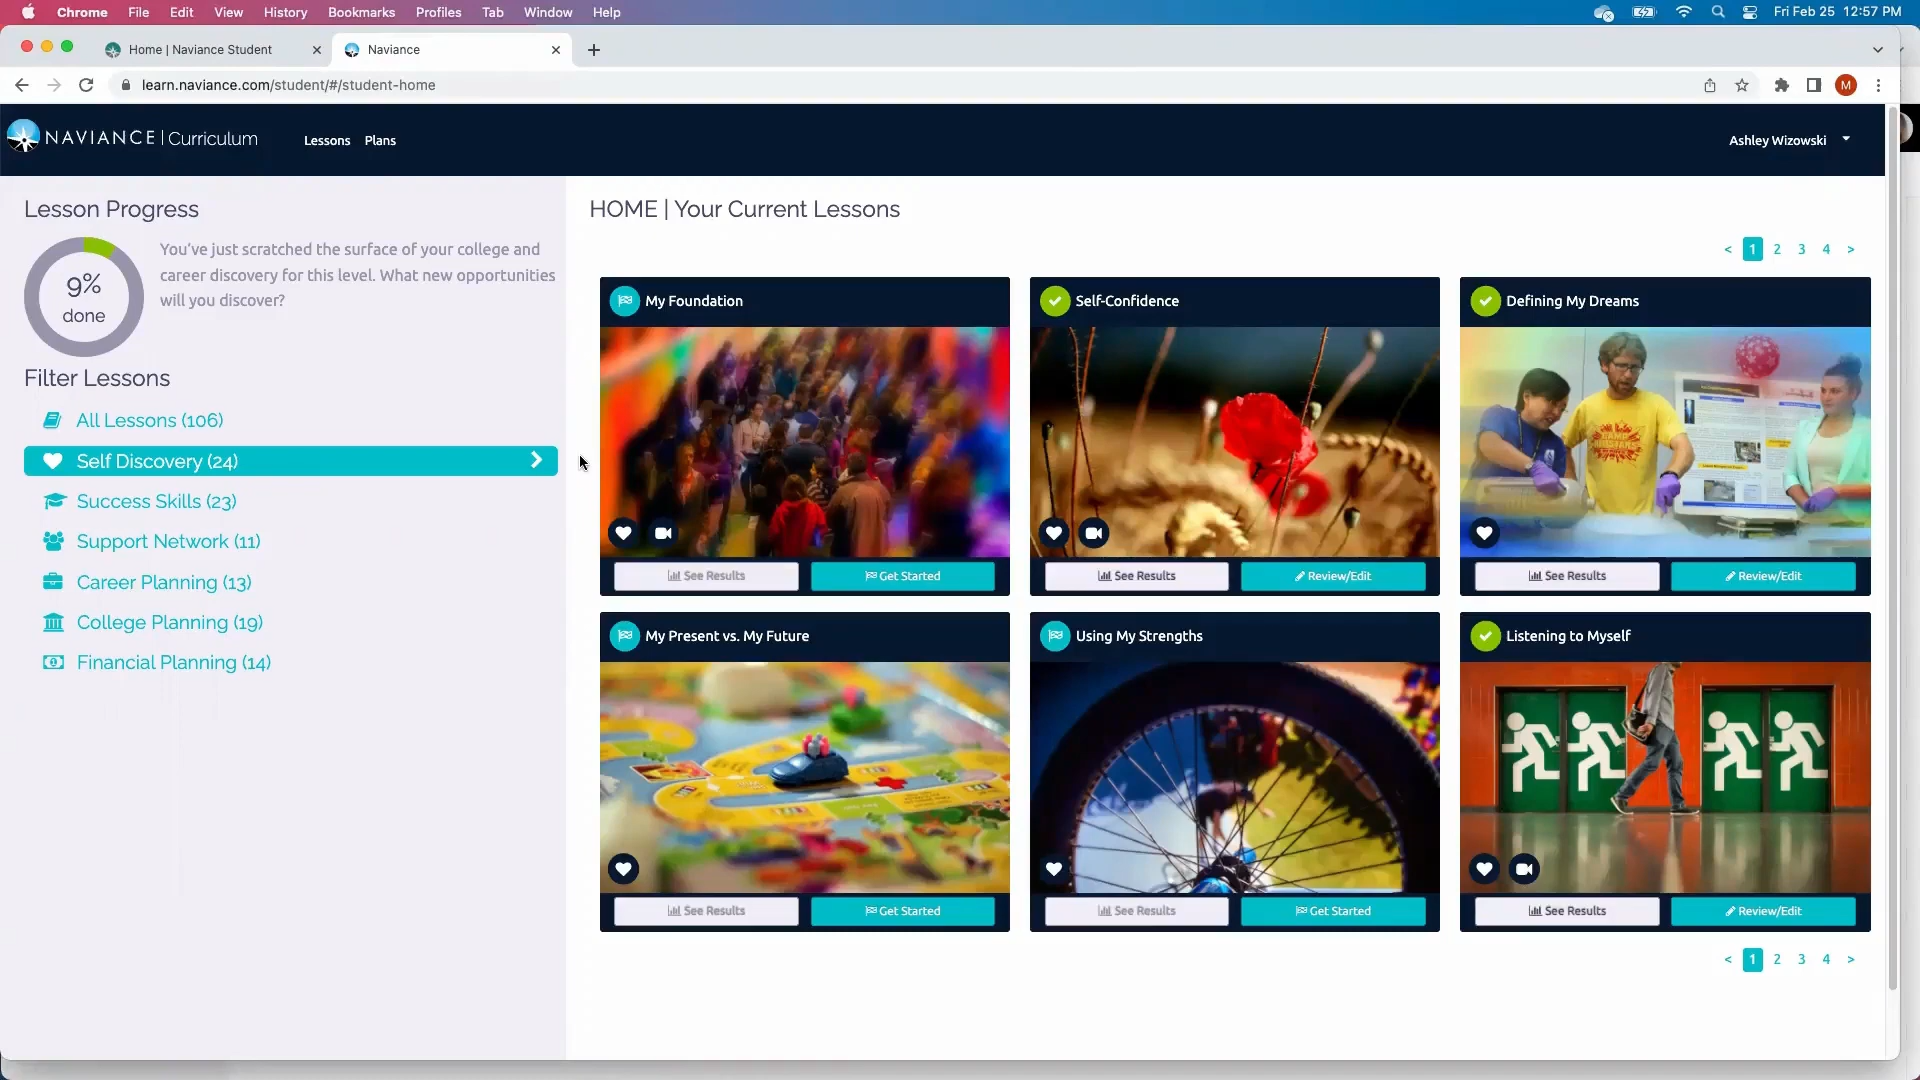 Chrome File Edit View History Bookmarks Profiles Tab Window Help Fri Feb 25 12:57 PM
Home | Naviance Student
Naviance
learn.naviance.com/student/#/student-home
M
NAVIANCE | Curriculum
Lessons Plans
Ashley Wizowski
Lesson Progress
9%
done
You've just scratched the surface of your college and
career discovery for this level. What new opportunities
will you discover?
Filter Lessons
All Lessons (106)
Self Discovery (24)
Success Skills (23)
Support Network (11)
Career Planning (13)
College Planning (19)
Financial Planning (14)
HOME | Your Current Lessons
< 1 2 3 4 >
My Foundation
See Results Get Started
Self-Confidence
See Results Review/Edit
Defining My Dreams
See Results Review/Edit
My Present vs. My Future
See Results Get Started
Using My Strengths
See Results Get Started
Listening to Myself
See Results Review/Edit
< 1 2 3 4 >